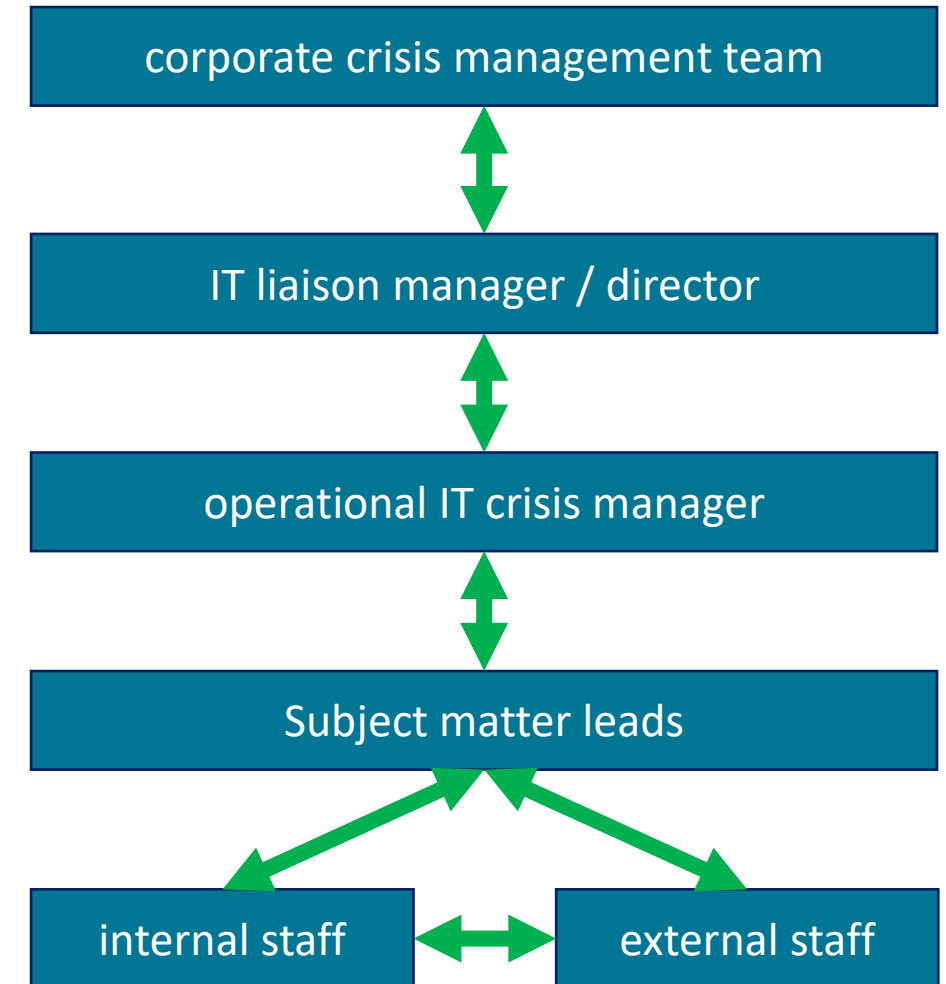 corporate crisis management team
IT liaison manager / director
operational IT crisis manager
Subject matter leads
internal staff
external staff